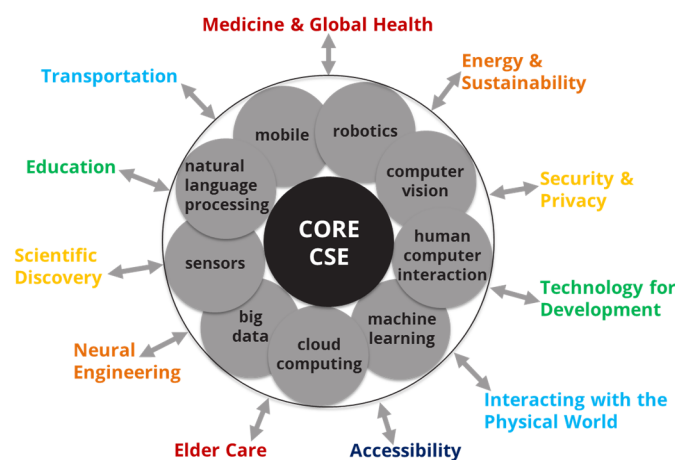 Medicine & Global Health
Transportation
Energy &
Sustainability
mobile
robotics
Education
natural
language
processing
computer
vision
Security &
Privacy
CORE
CSE
Scientific
Discovery
sensors
human
computer
interaction
Technology for
Development
big
data
cloud
computing
machine
learning
Neural
Engineering
Interacting with the
Physical World
Elder Care
Accessibility